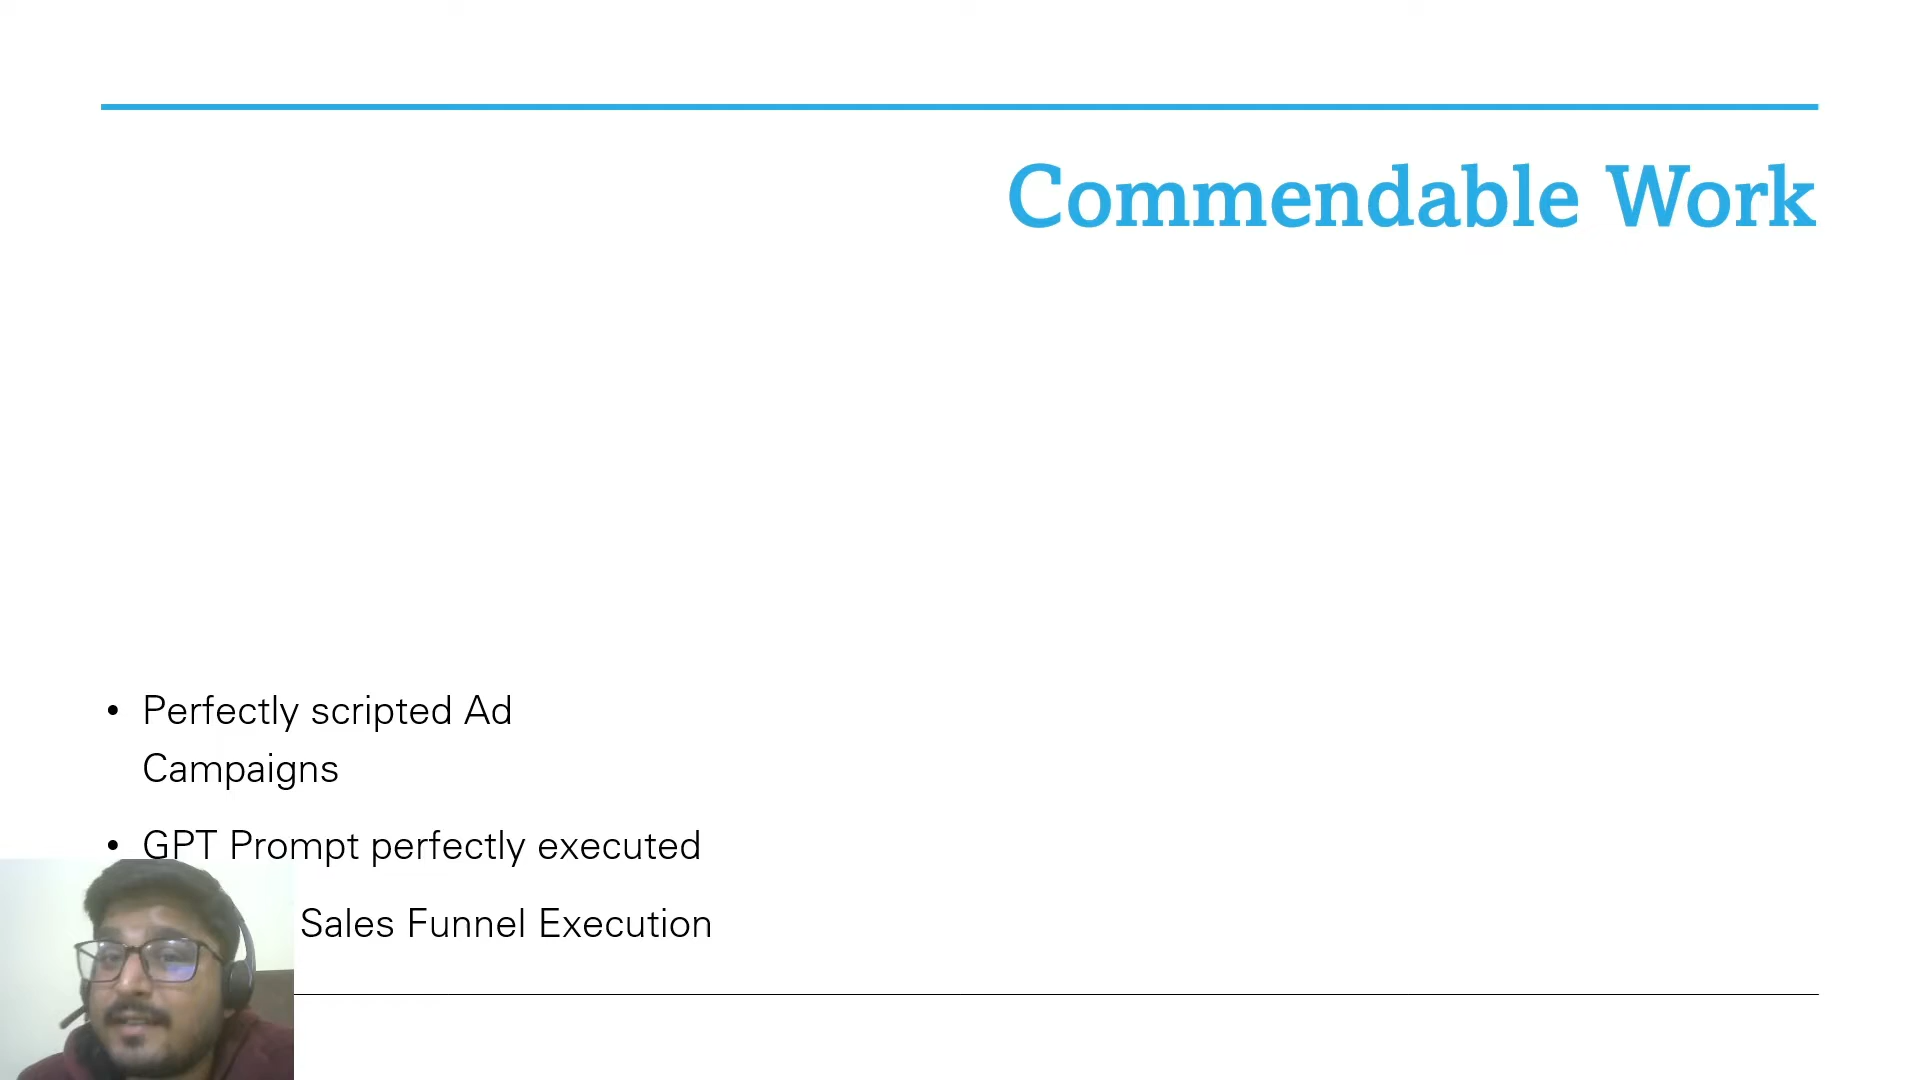 Commendable Work
• Perfectly scripted Ad
Campaigns
• GPT Prompt perfectly executed
Sales Funnel Execution